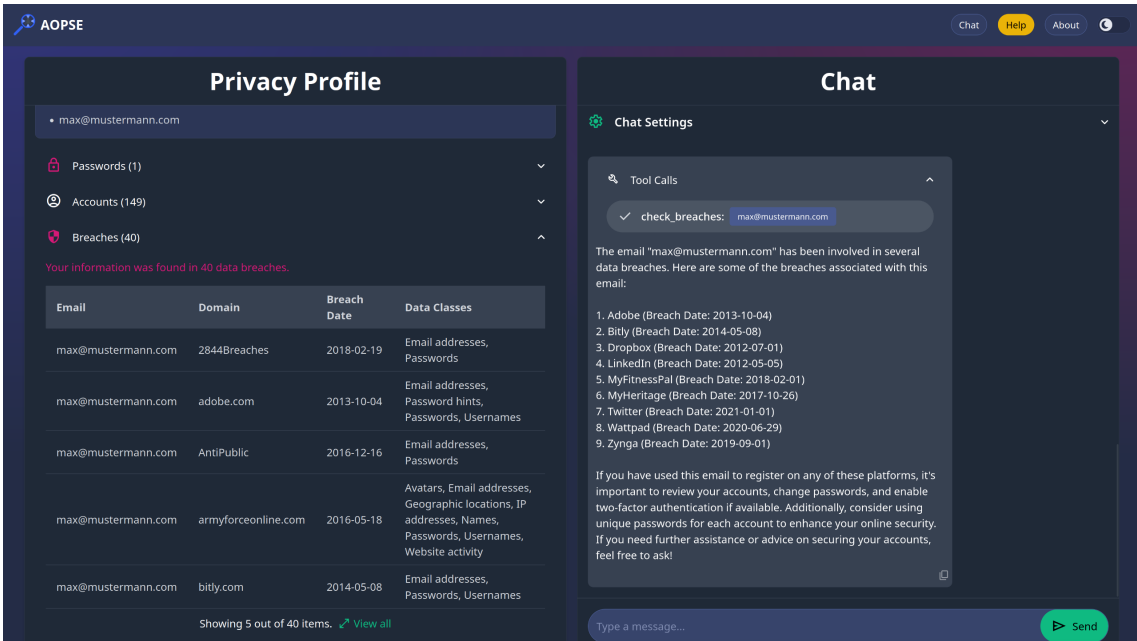 AOPSE
Chat
Help
About
Privacy Profile
• max@mustermann.com
Passwords (1)
Accounts (149)
Breaches (40)
Your information was found in 40 data breaches.
Email Domain Breach Date Data Classes
max@mustermann.com 2844Breaches 2018-02-19 Email addresses, Passwords
max@mustermann.com adobe.com 2013-10-04 Email addresses, Password hints, Passwords, Usernames
max@mustermann.com AntiPublic 2016-12-16 Email addresses, Passwords
max@mustermann.com armyforceonline.com 2016-05-18 Avatars, Email addresses, Geographic locations, IP addresses, Names, Passwords, Usernames, Website activity
max@mustermann.com bitly.com 2014-05-08 Email addresses, Passwords, Usernames
Showing 5 out of 40 items. View all
Chat
Chat Settings
Tool Calls
check_breaches: max@mustermann.com
The email "max@mustermann.com" has been involved in several
data breaches. Here are some of the breaches associated with this
email:
1. Adobe (Breach Date: 2013-10-04)
2. Bitly (Breach Date: 2014-05-08)
3. Dropbox (Breach Date: 2012-07-01)
4. LinkedIn (Breach Date: 2012-05-05)
5. MyFitnessPal (Breach Date: 2018-02-01)
6. MyHeritage (Breach Date: 2017-10-26)
7. Twitter (Breach Date: 2021-01-01)
8. Wattpad (Breach Date: 2020-06-29)
9. Zynga (Breach Date: 2019-09-01)
If you have used this email to register on any of these platforms, it's
important to review your accounts, change passwords, and enable
two-factor authentication if available. Additionally, consider using
unique passwords for each account to enhance your online security.
If you need further assistance or advice on securing your accounts,
feel free to ask!
Type a message...
Send